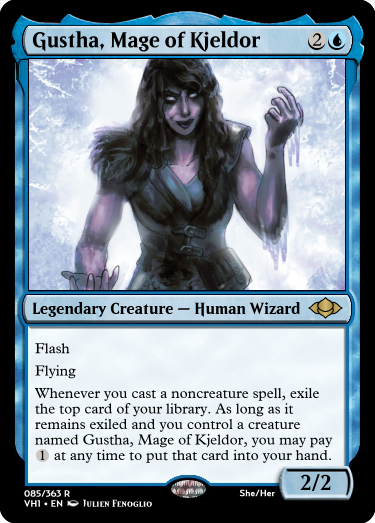 Gustha, Mage of Kjeldor 2
Legendary Creature — Human Wizard
Flash
Flying
Whenever you cast a noncreature spell, exile
the top card of your library. As long as it
remains exiled and you control a creature
named Gustha, Mage of Kjeldor, you may pay
1 at any time to put that card into your hand.
2/2
085/363 R She/Her
VH1 • EN Julien Fenoglio